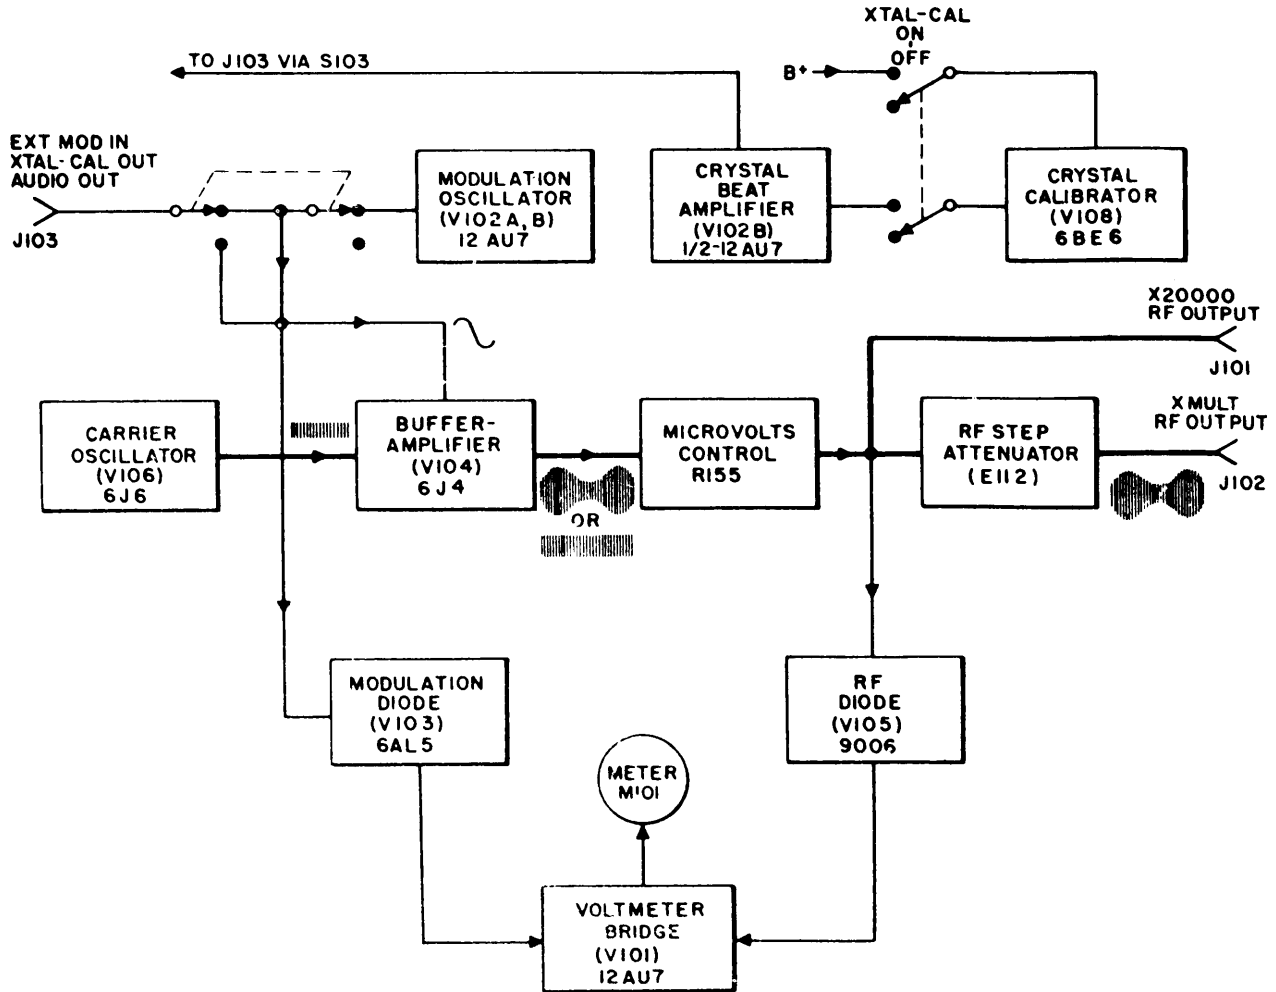 XTAL-CAL
ON
OFF
TO J103 VIA S103
B+
EXT MOD IN
XTAL-CAL OUT
AUDIO OUT
J103
MODULATION
OSCILLATOR
(V102A,B)
12AU7
CRYSTAL
BEAT
AMPLIFIER
(V102B)
1/2-12AU7
CRYSTAL
CALIBRATOR
(V108)
6BE6
X20000
RF OUTPUT
J101
CARRIER
OSCILLATOR
(V106)
6J6
BUFFER-
AMPLIFIER
(V104)
6J4
OR
MICROVOLTS
CONTROL
R155
RF STEP
ATTENUATOR
(E112)
XMULT
RF OUTPUT
J102
MODULATION
DIODE
(V103)
6AL5
RF
DIODE
(V105)
9006
METER
M101
VOLTMETER
BRIDGE
(V101)
12AU7